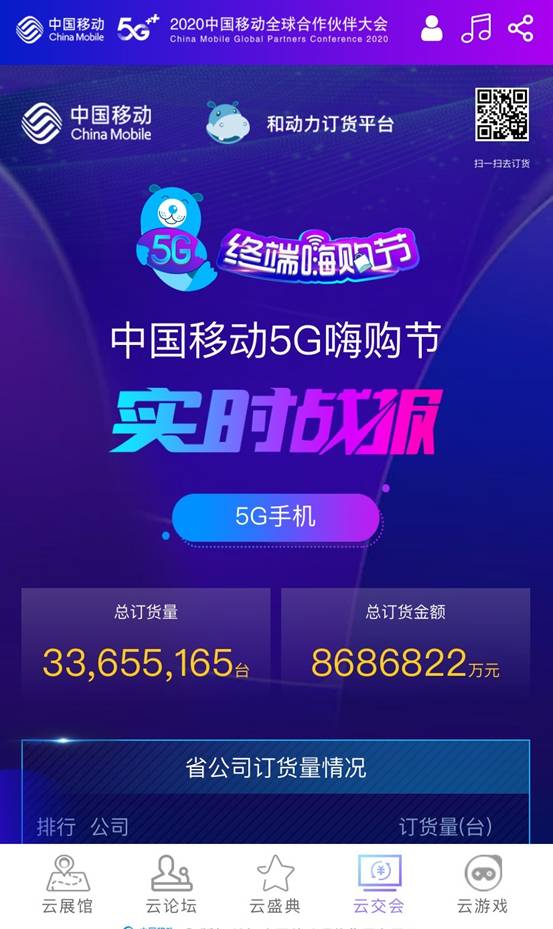 中国移动
China Mobile
5G++
2020中国移动全球合作伙伴大会
China Mobile Global Partners Conference 2020
中国移动
China Mobile
和动力订货平台
扫一扫去订货
5G
终端嗨购节
中国移动5G嗨购节
实时战报
5G手机
总订货量
33,655,165台
总订货金额
8686822万元
省公司订货量情况
排行 公司 订货量(台)
云展馆 云论坛 云盛典 云交会 云游戏